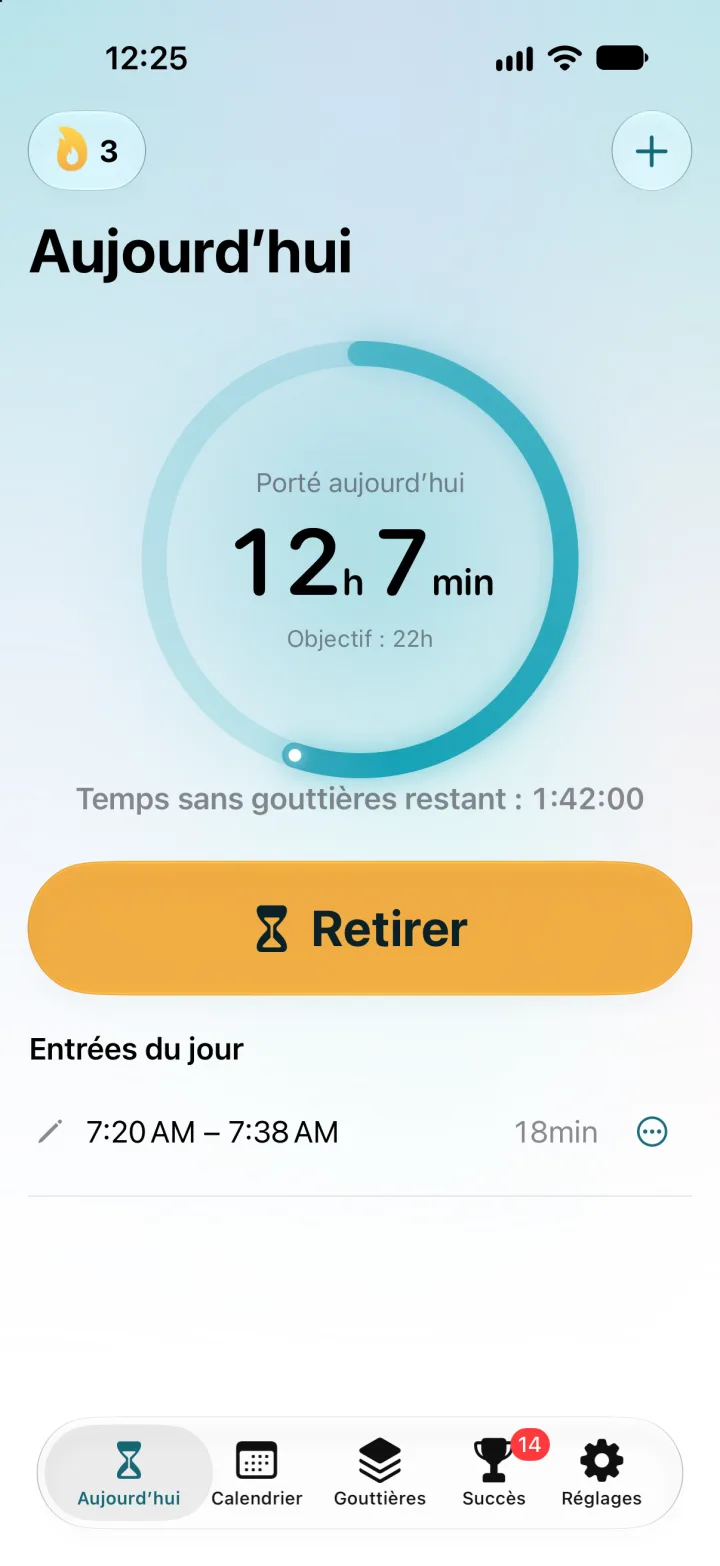 12:25
3
Aujourd’hui
Porté aujourd’hui
12h 7min
Objectif : 22h
Temps sans gouttières restant : 1:42:00
Retirer
Entrées du jour
7:20 AM – 7:38 AM 18min
14
Aujourd’hui Calendrier Gouttières Succès Réglages